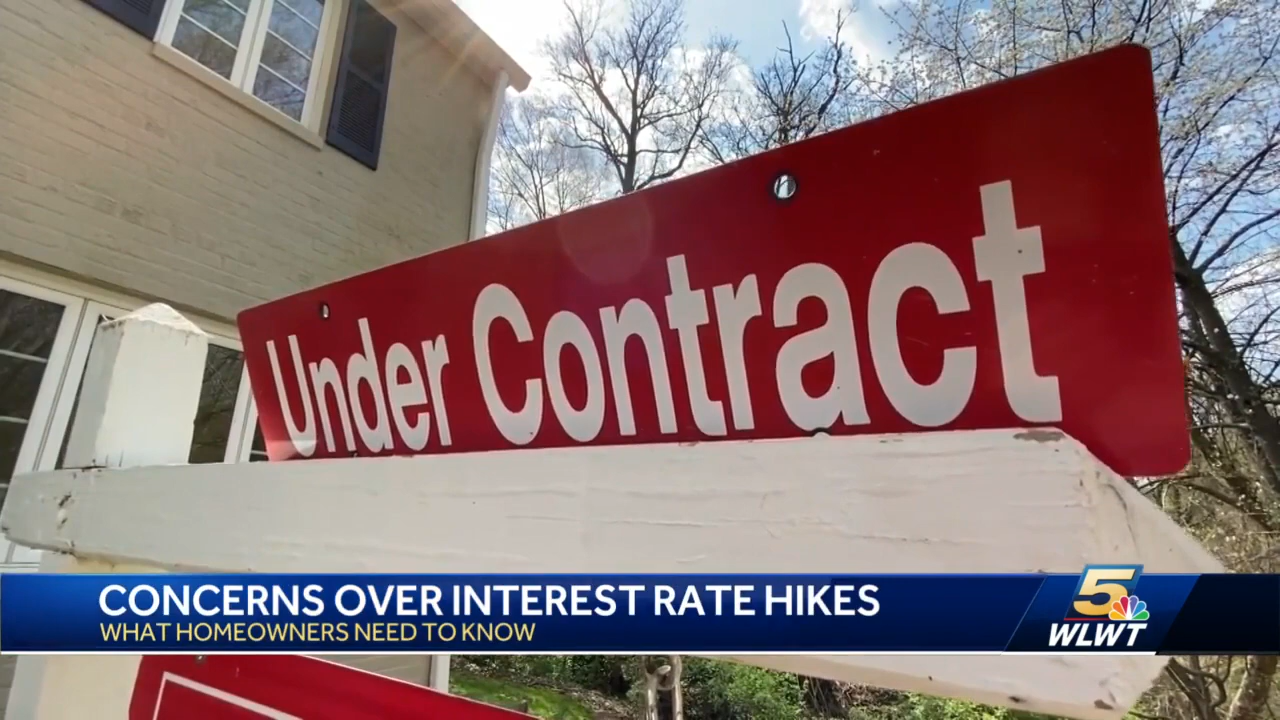 Under Contract
CONCERNS OVER INTEREST RATE HIKES
WHAT HOMEOWNERS NEED TO KNOW
5
WLWT